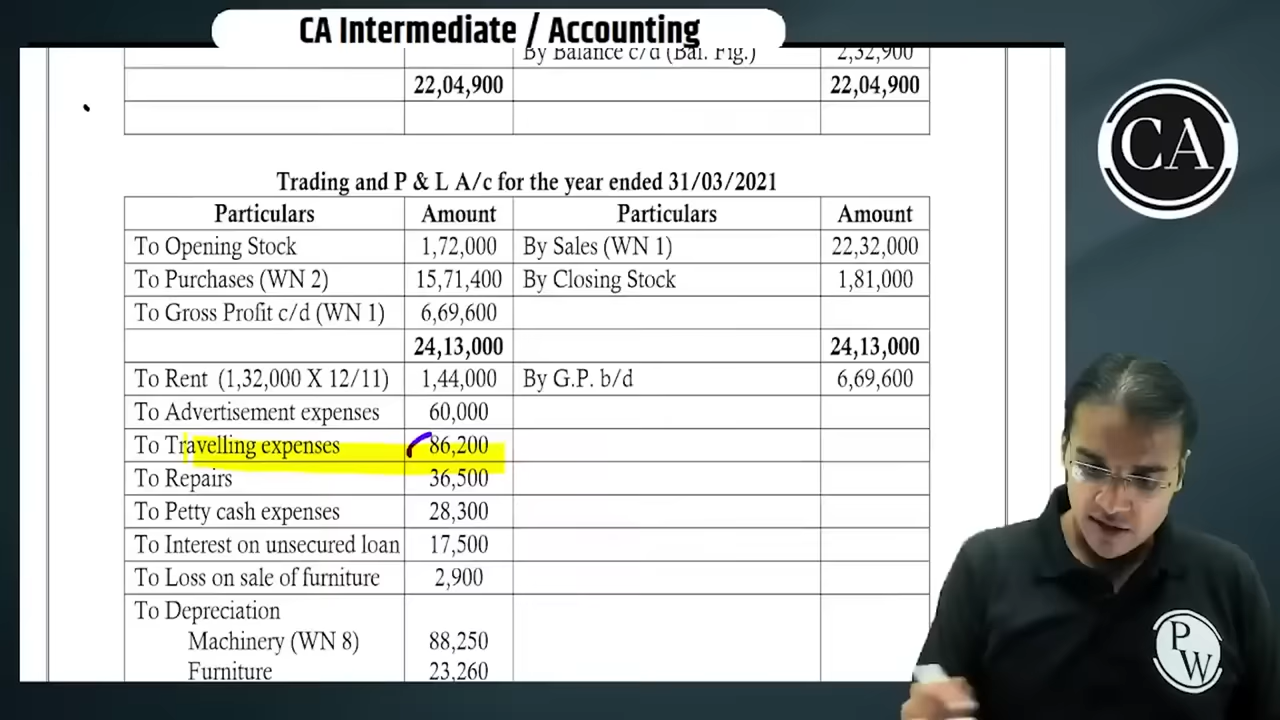 CA Intermediate / Accounting
By Balance c/d (Bal. Fig.) 2,32,900
22,04,900 22,04,900
Trading and P & L A/c for the year ended 31/03/2021
Particulars Amount Particulars Amount
To Opening Stock 1,72,000 By Sales (WN 1) 22,32,000
To Purchases (WN 2) 15,71,400 By Closing Stock 1,81,000
To Gross Profit c/d (WN 1) 6,69,600
24,13,000 24,13,000
To Rent (1,32,000 X 12/11) 1,44,000 By G.P. b/d 6,69,600
To Advertisement expenses 60,000
To Travelling expenses 86,200
To Repairs 36,500
To Petty cash expenses 28,300
To Interest on unsecured loan 17,500
To Loss on sale of furniture 2,900
To Depreciation
Machinery (WN 8) 88,250
Furniture 23,260
CA
PW